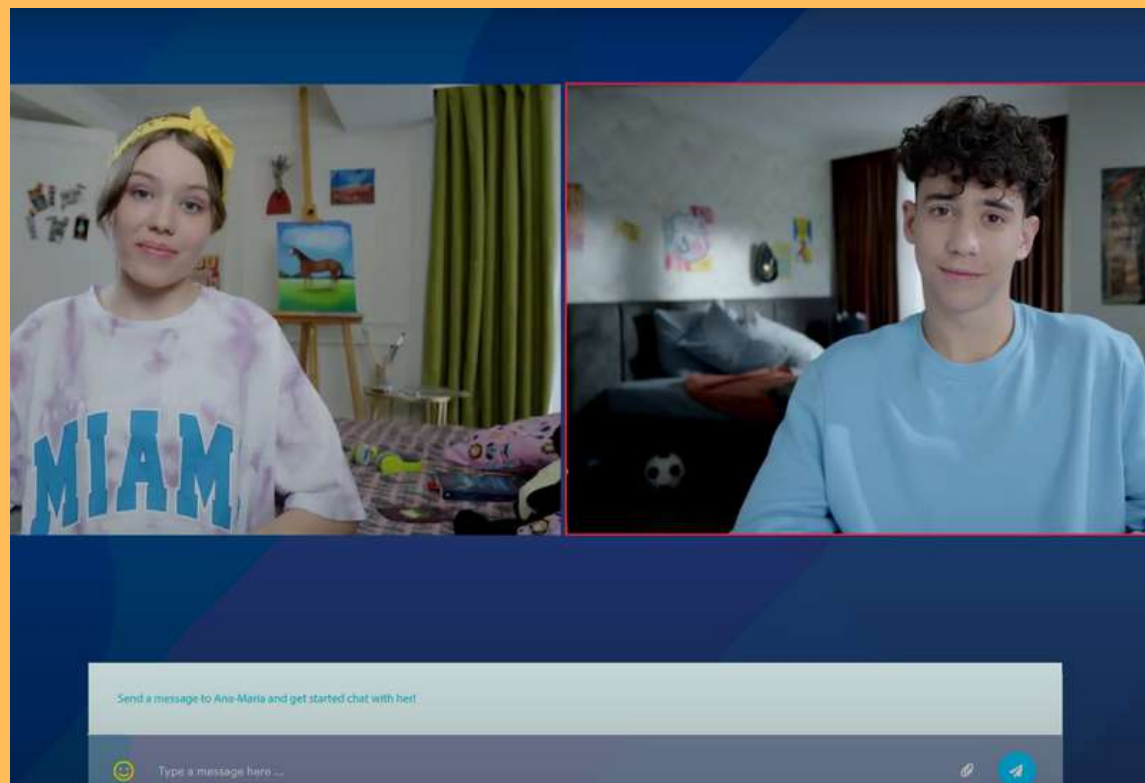 MIAM
Send a message to Ana-Maria and get started chat with her!
Type a message here ...